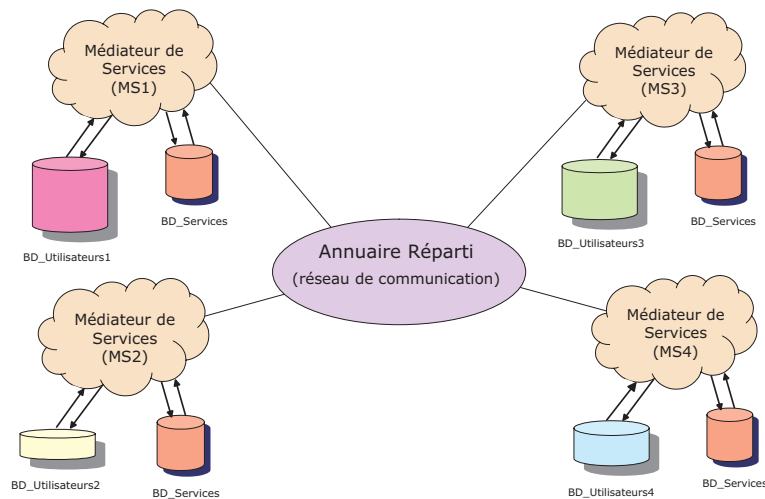 Médiateur de
Services
(MS1)
BD_Utilisateurs1
BD_Services
Médiateur de
Services
(MS3)
BD_Utilisateurs3
BD_Services
Annuaire Réparti
(réseau de communication)
Médiateur de
Services
(MS2)
BD_Utilisateurs2
BD_Services
Médiateur de
Services
(MS4)
BD_Utilisateurs4
BD_Services